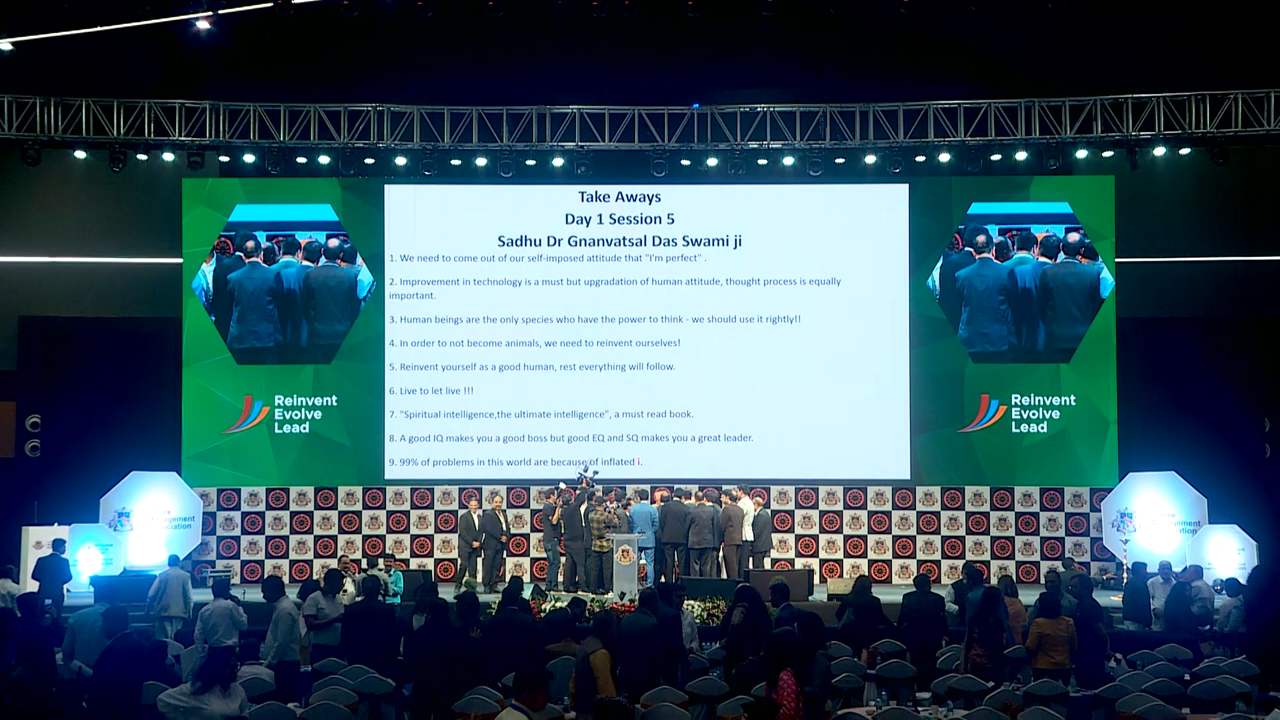 Take Aways
Day 1 Session 5
Sadhu Dr Gnanvatsal Das Swami ji
1. We need to come out of our self-imposed attitude that "I'm perfect" .
2. Improvement in technology is a must but upgradation of human attitude, thought process is equally
important.
3. Human beings are the only species who have the power to think - we should use it rightly!!
4. In order to not become animals, we need to reinvent ourselves!
5. Reinvent yourself as a good human, rest everything will follow.
6. Live to let live !!!
7. "Spiritual intelligence,the ultimate intelligence", a must read book.
8. A good IQ makes you a good boss but good EQ and SQ makes you a great leader.
9. 99% of problems in this world are because of inflated i.
Reinvent
Evolve
Lead
Reinvent
Evolve
Lead